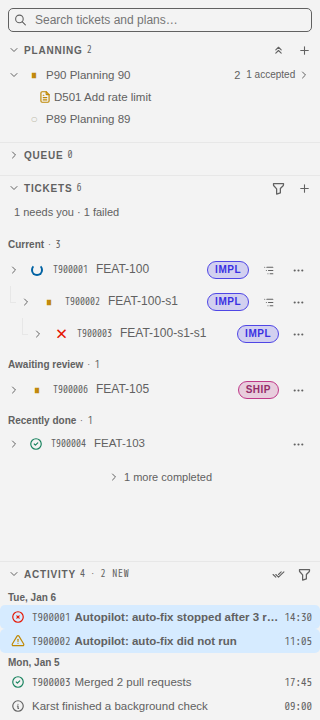 Search tickets and plans…
PLANNING 2
P90 Planning 90 2 1 accepted
D501 Add rate limit
P89 Planning 89
QUEUE 0
TICKETS 6
1 needs you · 1 failed
Current · 3
T900001 FEAT-100 IMPL
T900002 FEAT-100-s1 IMPL
T900003 FEAT-100-s1-s1 IMPL
Awaiting review · 1
T900006 FEAT-105 SHIP
Recently done · 1
T900004 FEAT-103
1 more completed
ACTIVITY 4 · 2 NEW
Tue, Jan 6
T900001 Autopilot: auto-fix stopped after 3 r… 14:30
T900002 Autopilot: auto-fix did not run 11:05
Mon, Jan 5
T900003 Merged 2 pull requests 17:45
Karst finished a background check 09:00